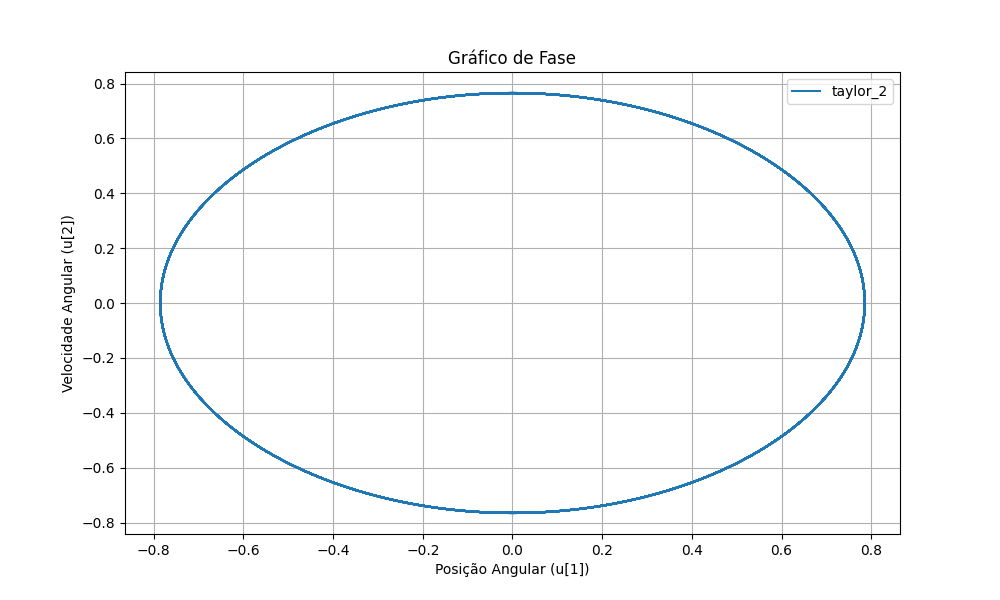 Gráfico de Fase
taylor_2
Velocidade Angular (u[2])
0.8
0.6
0.4
0.2
0.0
−0.2
−0.4
−0.6
−0.8
−0.8 −0.6 −0.4 −0.2 0.0 0.2 0.4 0.6 0.8
Posição Angular (u[1])